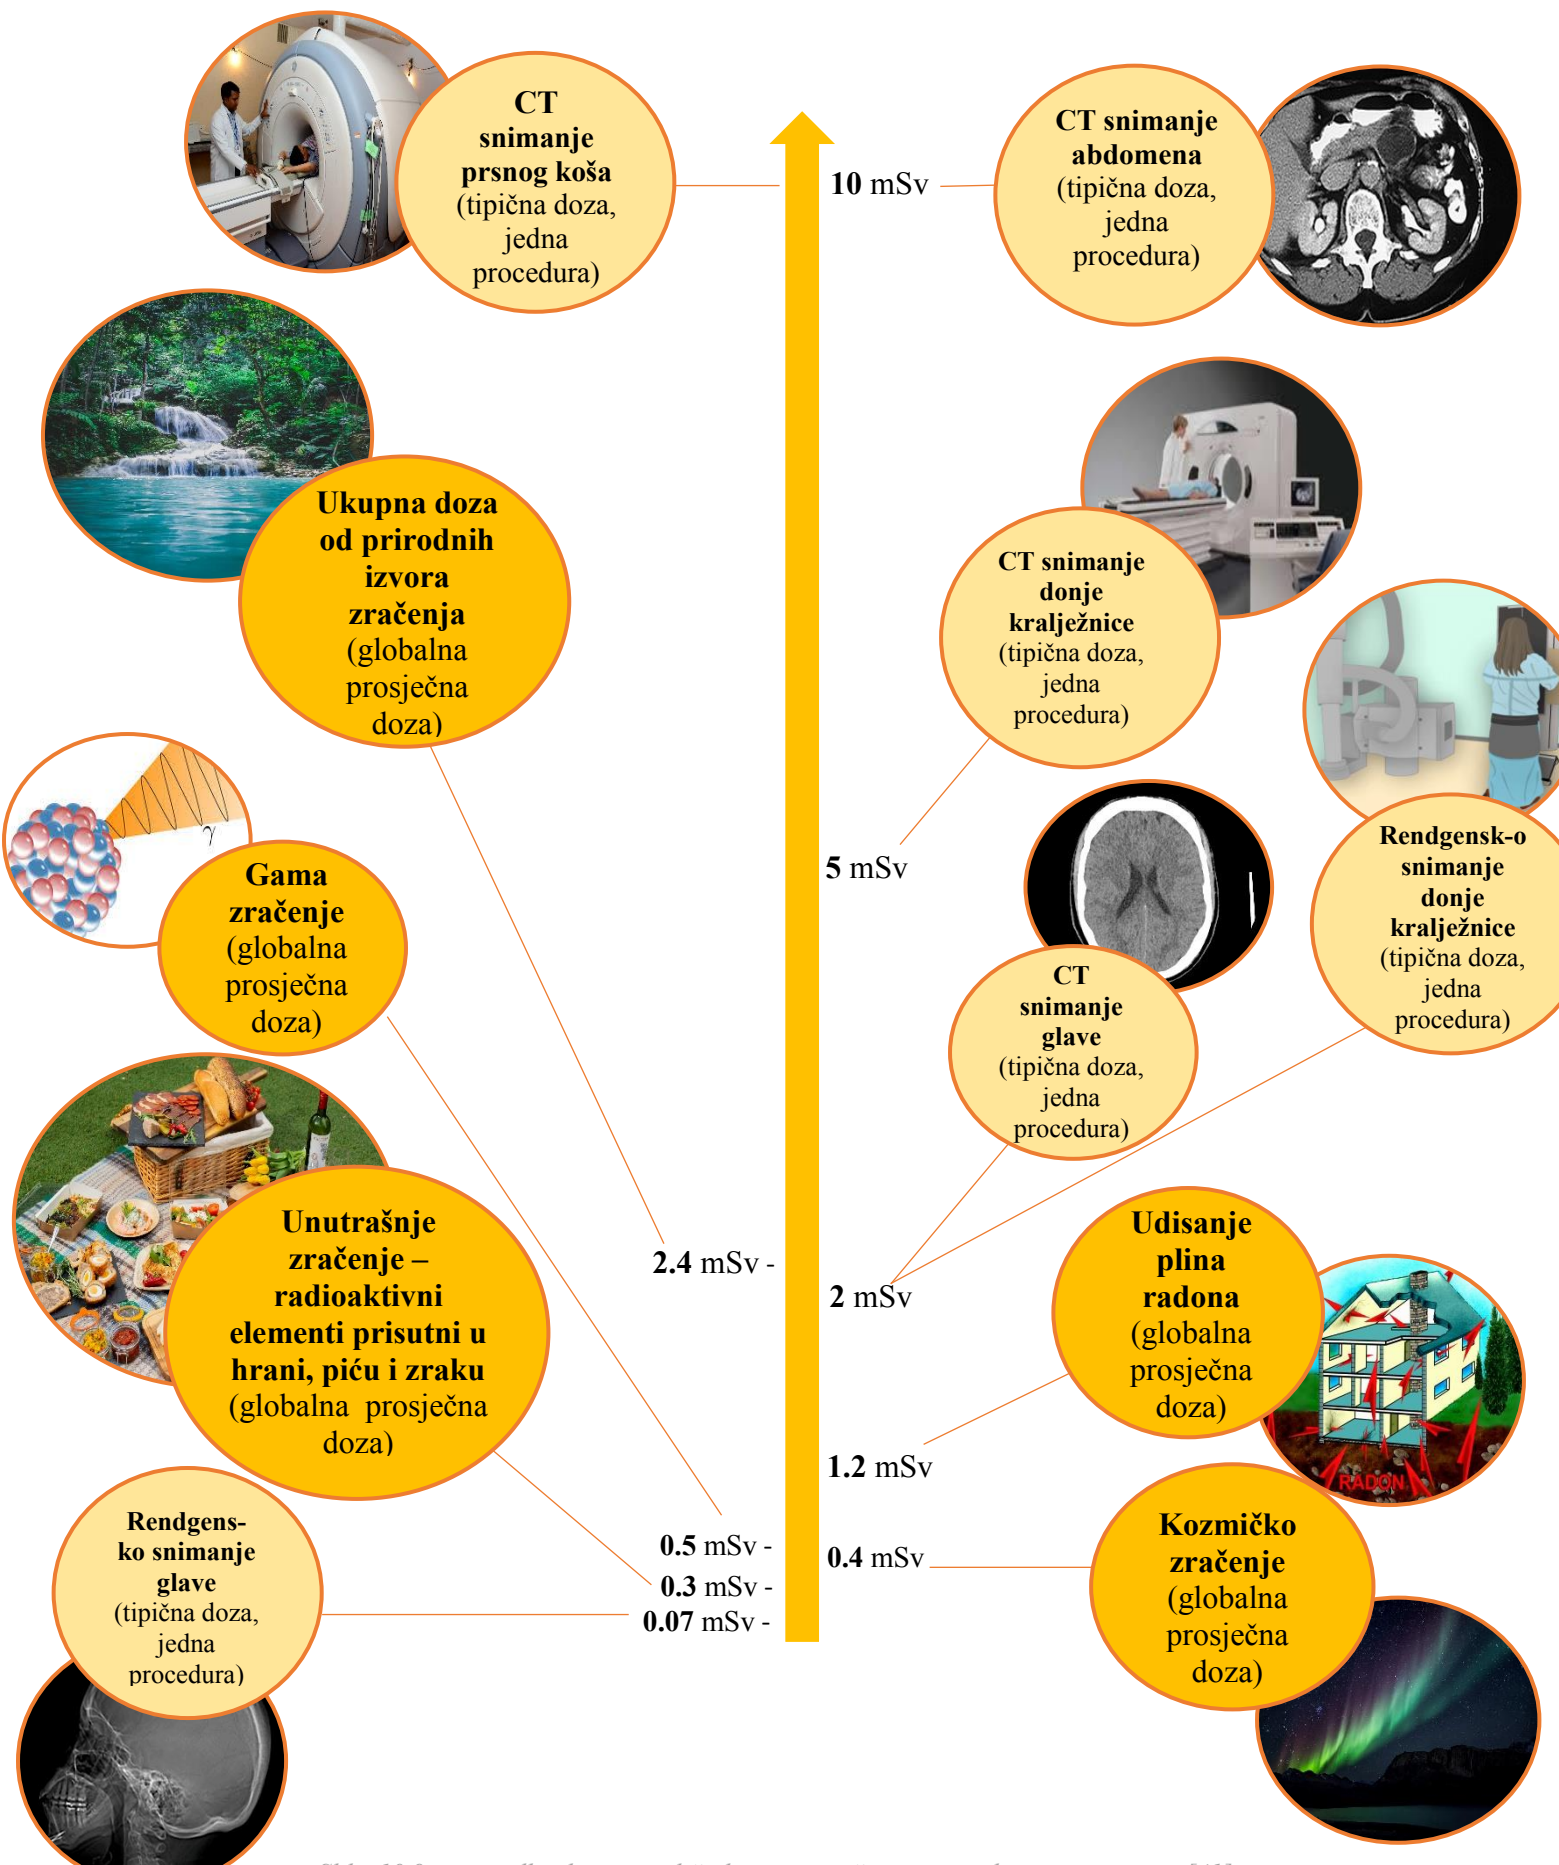 CT
snimanje
prsnog koša
(tipična doza,
jedna
procedura)
10 mSv
CT snimanje
abdomena
(tipična doza,
jedna
procedura)
Ukupna doza
od prirodnih
izvora
zračenja
(globalna
prosječna
doza)
CT snimanje
donje
kralježnice
(tipična doza,
jedna
procedura)
γ
Gama
zračenje
(globalna
prosječna
doza)
5 mSv
Rendgensk-o
snimanje
donje
kralježnice
(tipična doza,
jedna
procedura)
CT
snimanje
glave
(tipična doza,
jedna
procedura)
Unutrašnje
zračenje –
radioaktivni
elementi prisutni u
hrani, piću i zraku
(globalna prosječna
doza)
2.4 mSv -
2 mSv
Udisanje
plina
radona
(globalna
prosječna
doza)
RADON
1.2 mSv
Rendgens-
ko snimanje
glave
(tipična doza,
jedna
procedura)
0.5 mSv -
0.3 mSv -
0.07 mSv -
0.4 mSv
Kozmičko
zračenje
(globalna
prosječna
doza)